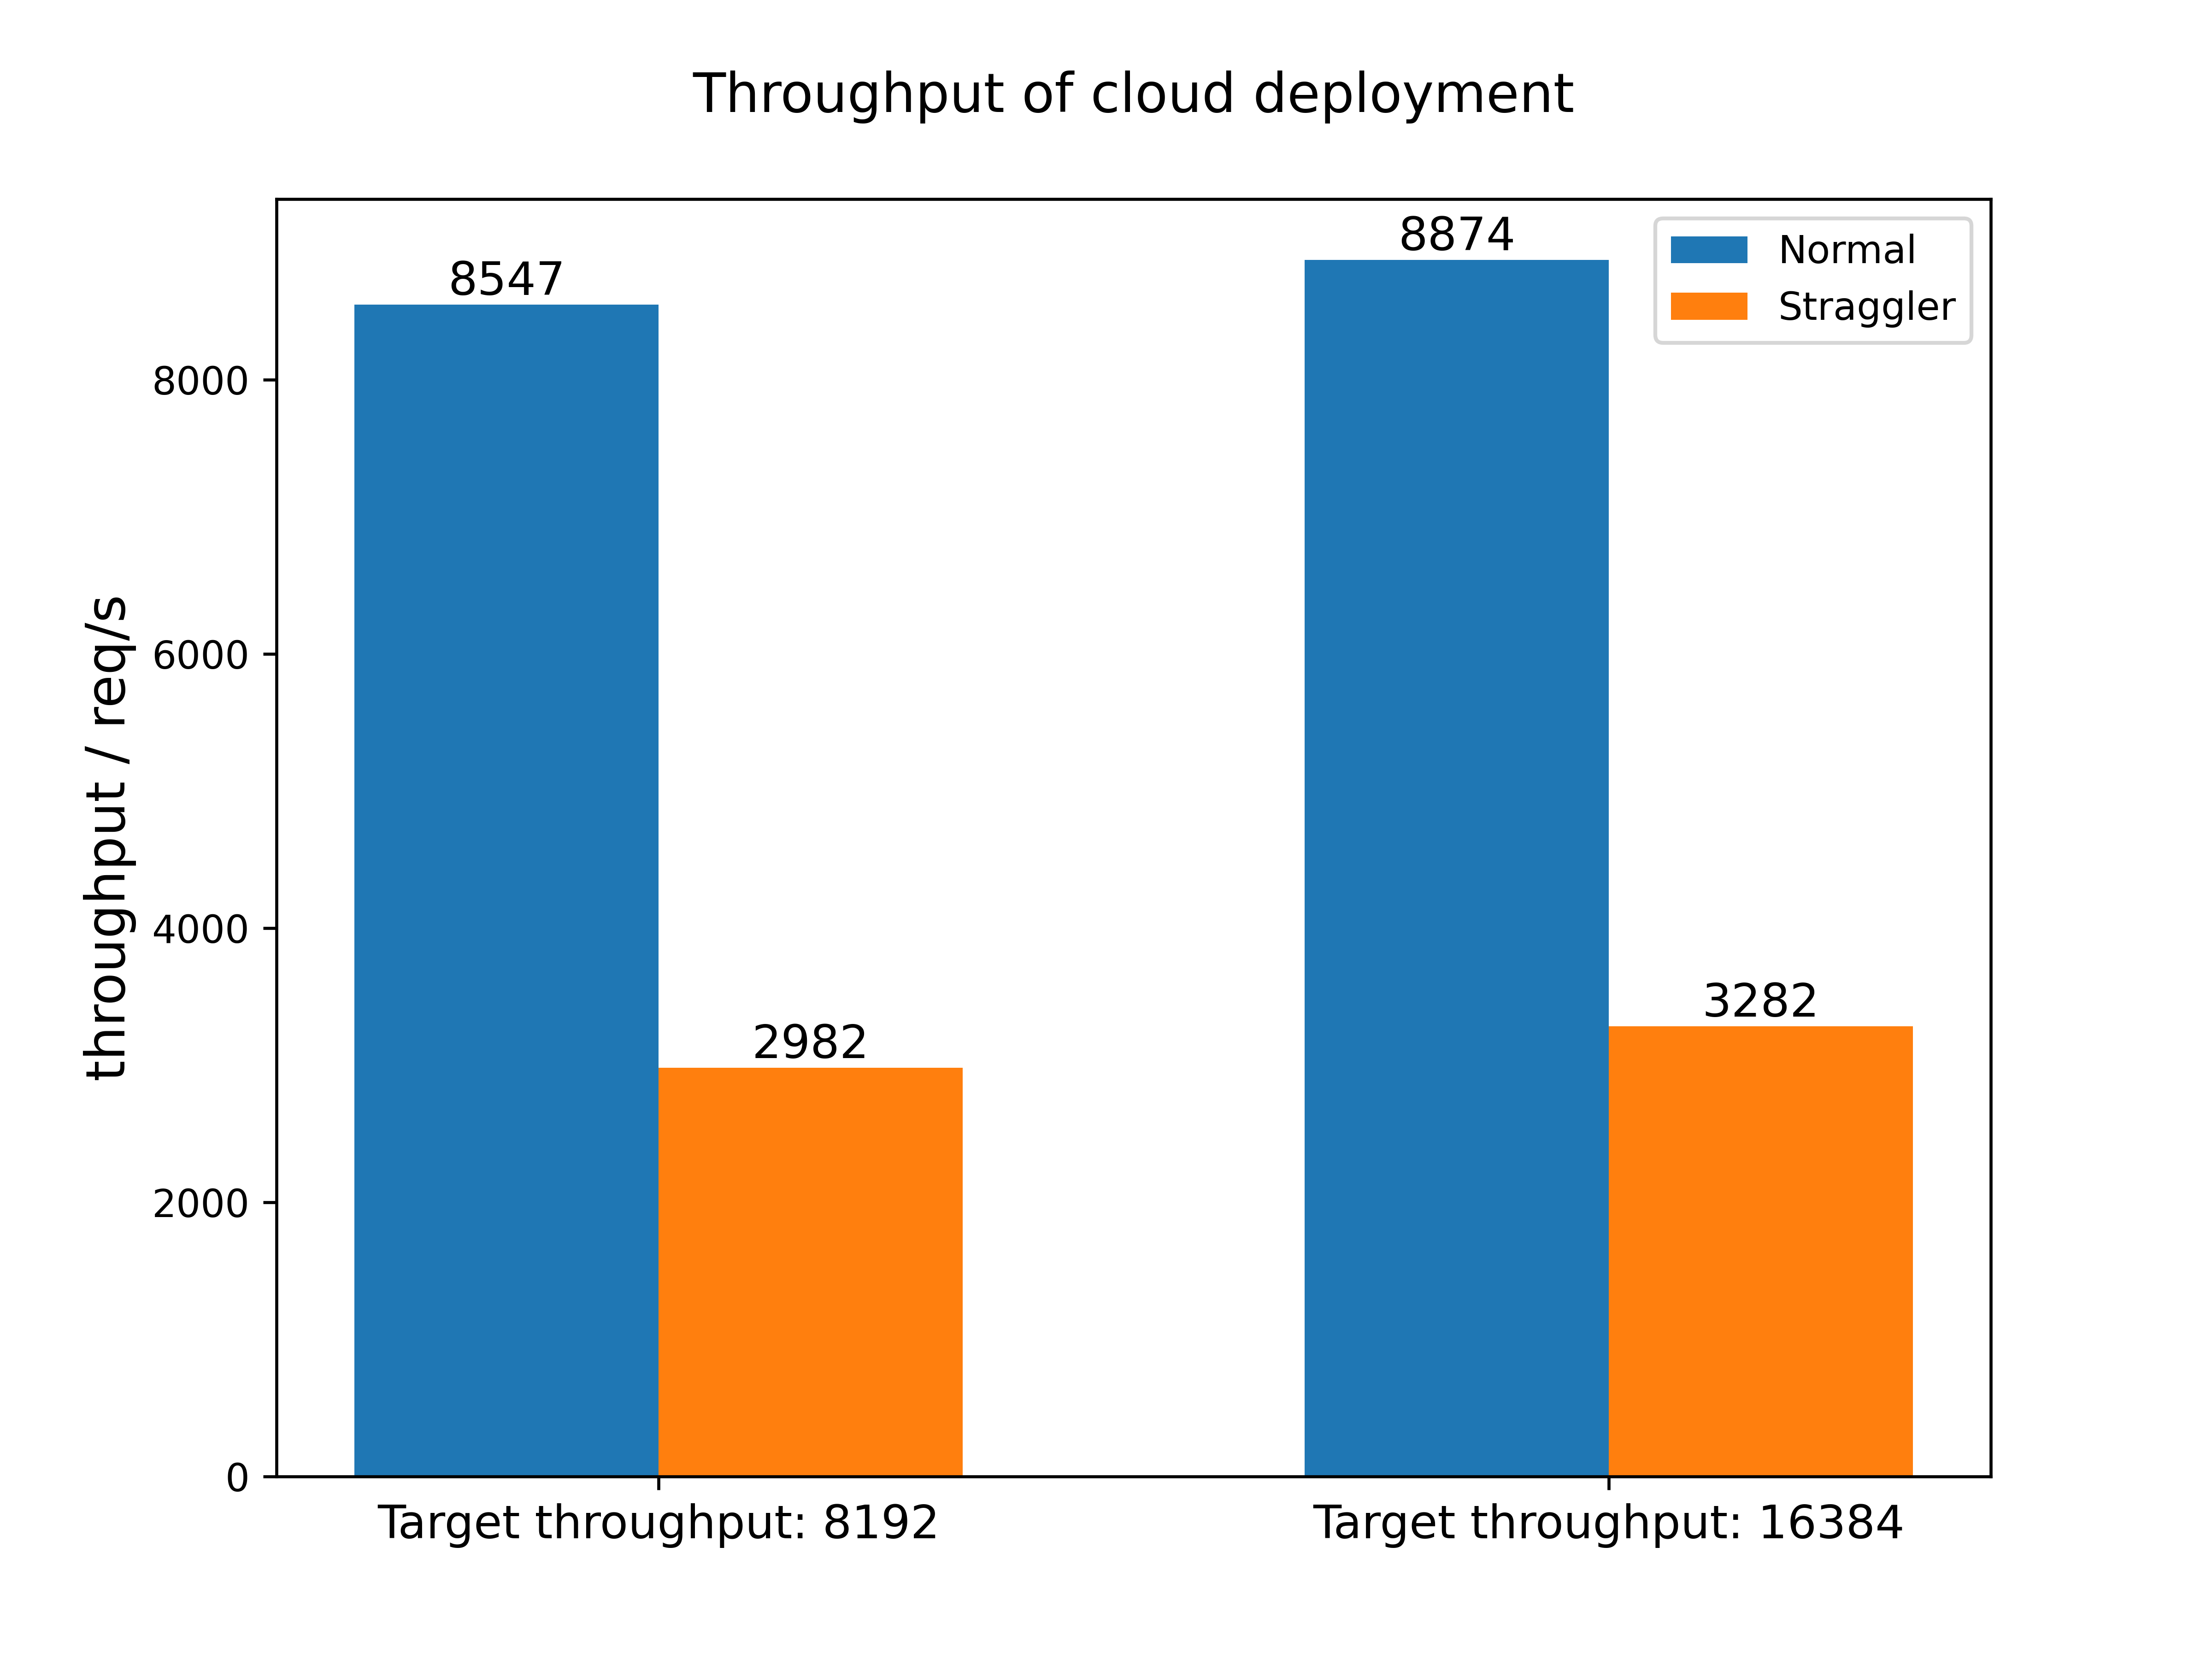 Throughput of cloud deployment
throughput / req/s
8000
6000
4000
2000
0
8547
2982
8874
3282
Normal
Straggler
Target throughput: 8192
Target throughput: 16384